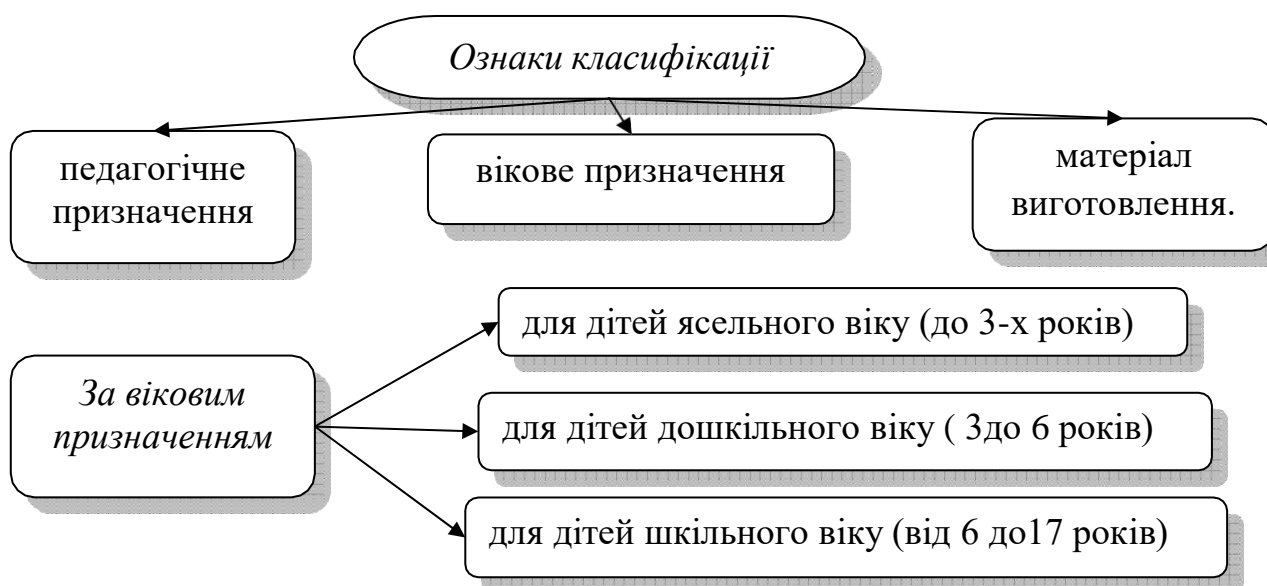 Ознаки класифікації
педагогічне
призначення
вікове призначення
матеріал
виготовлення.
За віковим
призначенням
для дітей ясельного віку (до 3-х років)
для дітей дошкільного віку ( 3до 6 років)
для дітей шкільного віку (від 6 до17 років)